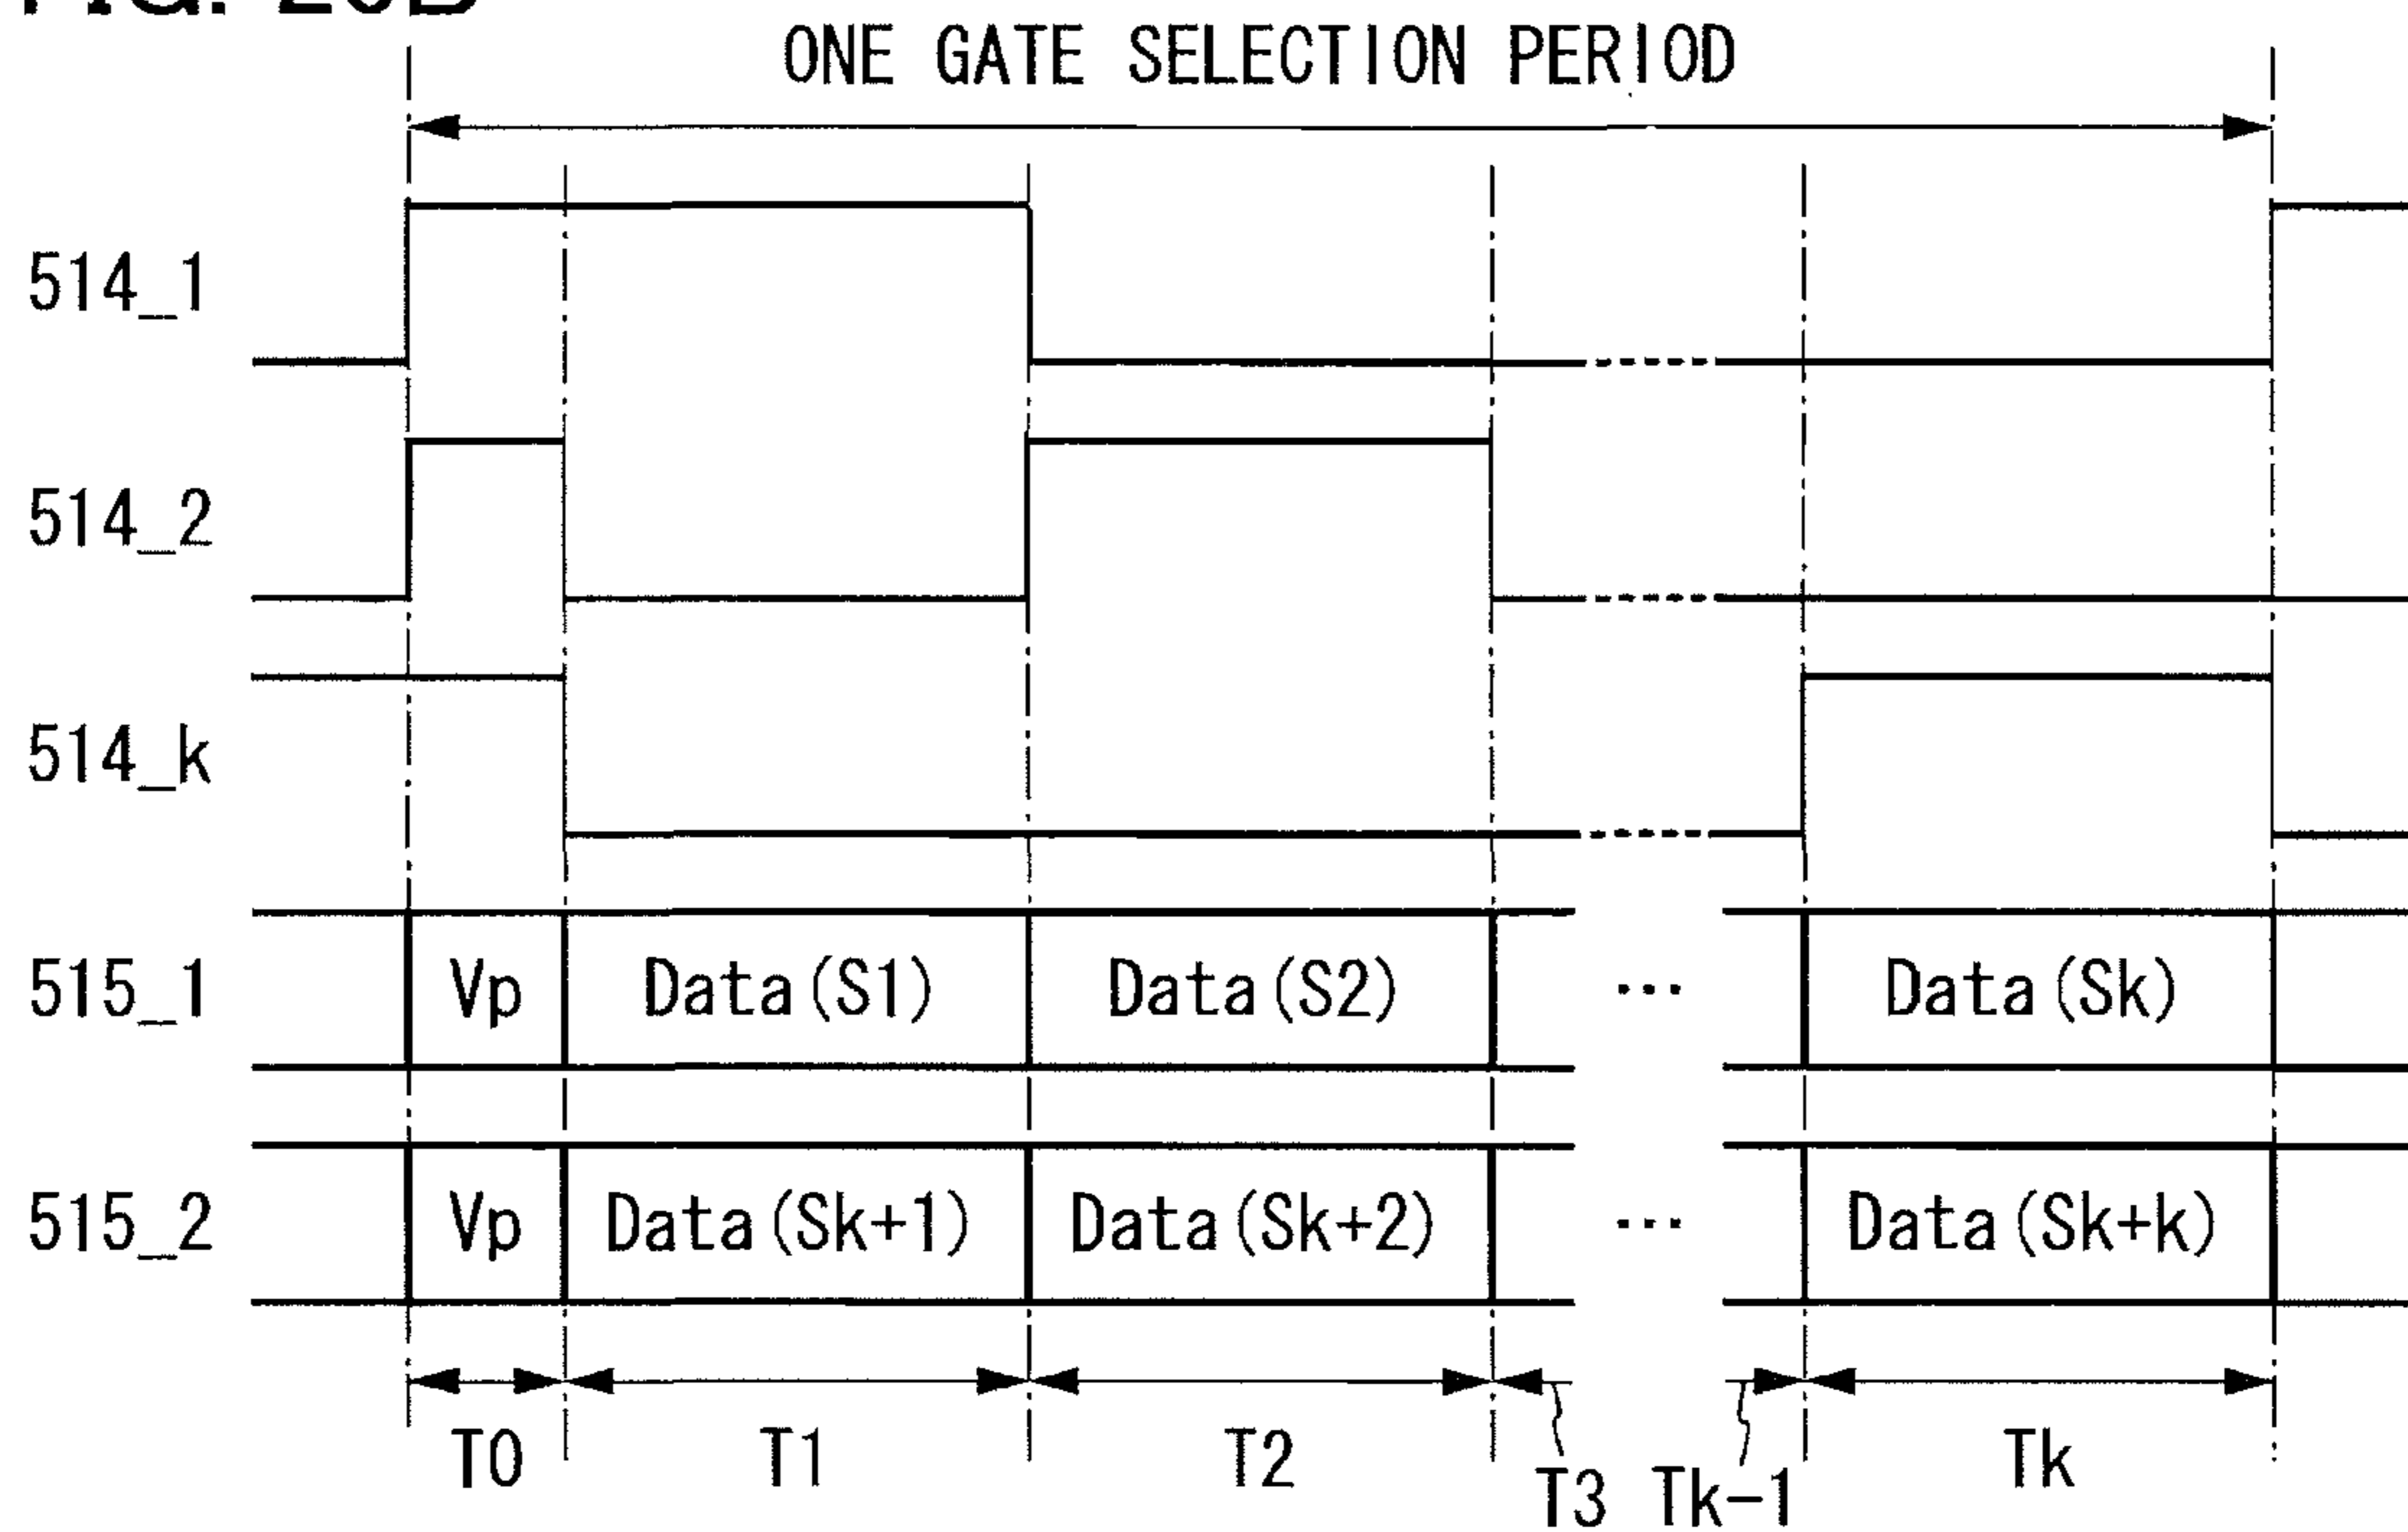 ONE GATE SELECTION PERIOD
514_1
514_2
514_k
515_1 Vp Data(S1) Data(S2) ... Data(Sk)
515_2 Vp Data(Sk+1) Data(Sk+2) ... Data(Sk+k)
T0 T1 T2 T3 Tk-1 Tk